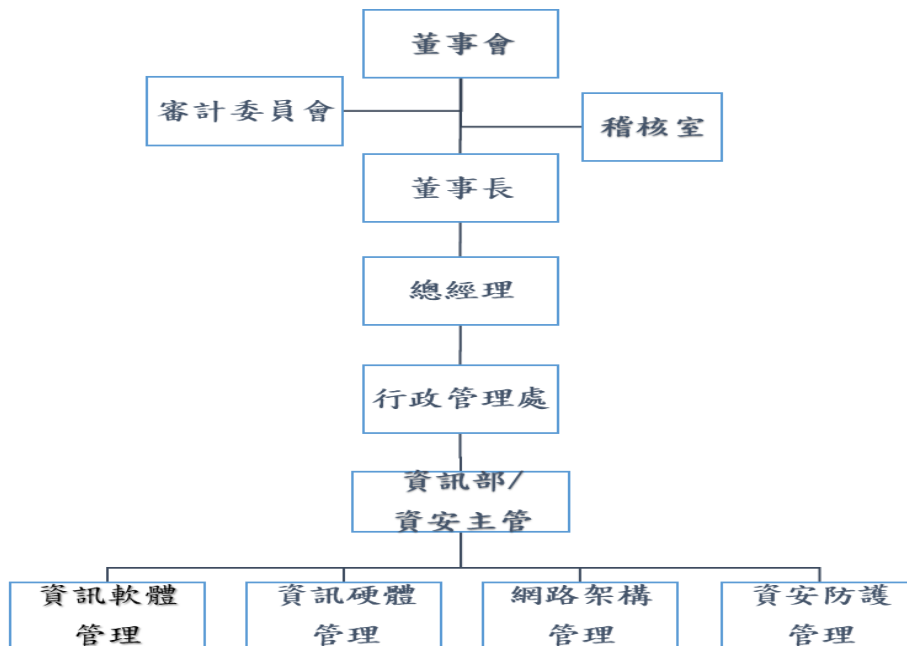 董事會
審計委員會
稽核室
董事長
總經理
行政管理處
資訊部/
資安主管
資訊軟體
管理
資訊硬體
管理
網路架構
管理
資安防護
管理